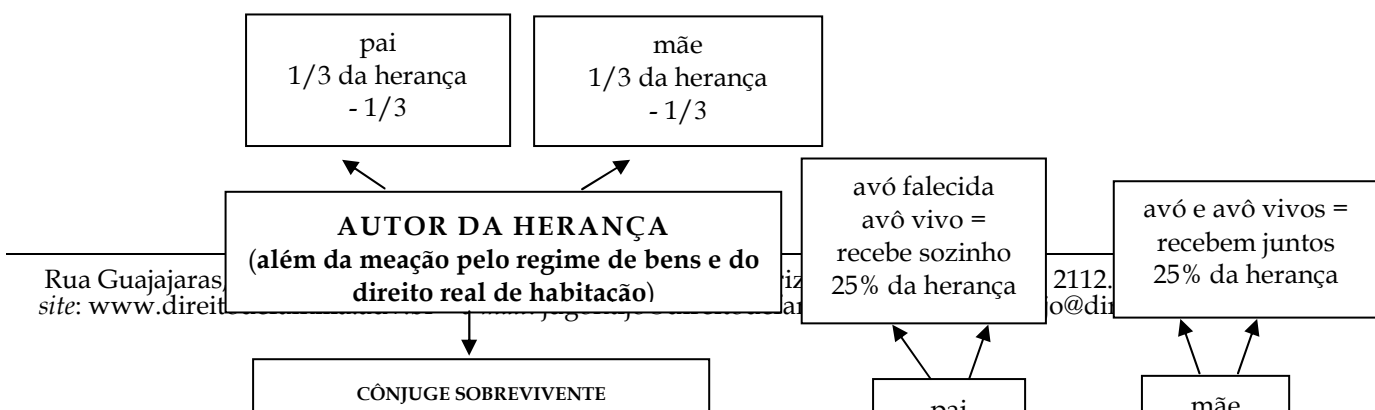 pai
1/3 da herança
- 1/3
mãe
1/3 da herança
- 1/3
AUTOR DA HERANÇA
(além da meação pelo regime de bens e do
direito real de habitação)
avó falecida
avô vivo =
recebe sozinho
25% da herança
avó e avô vivos =
recebem juntos
25% da herança
Rua Guajajaras, 2112.
site: www.direit
CÔNJUGE SOBREVIVENTE
pai
mãe